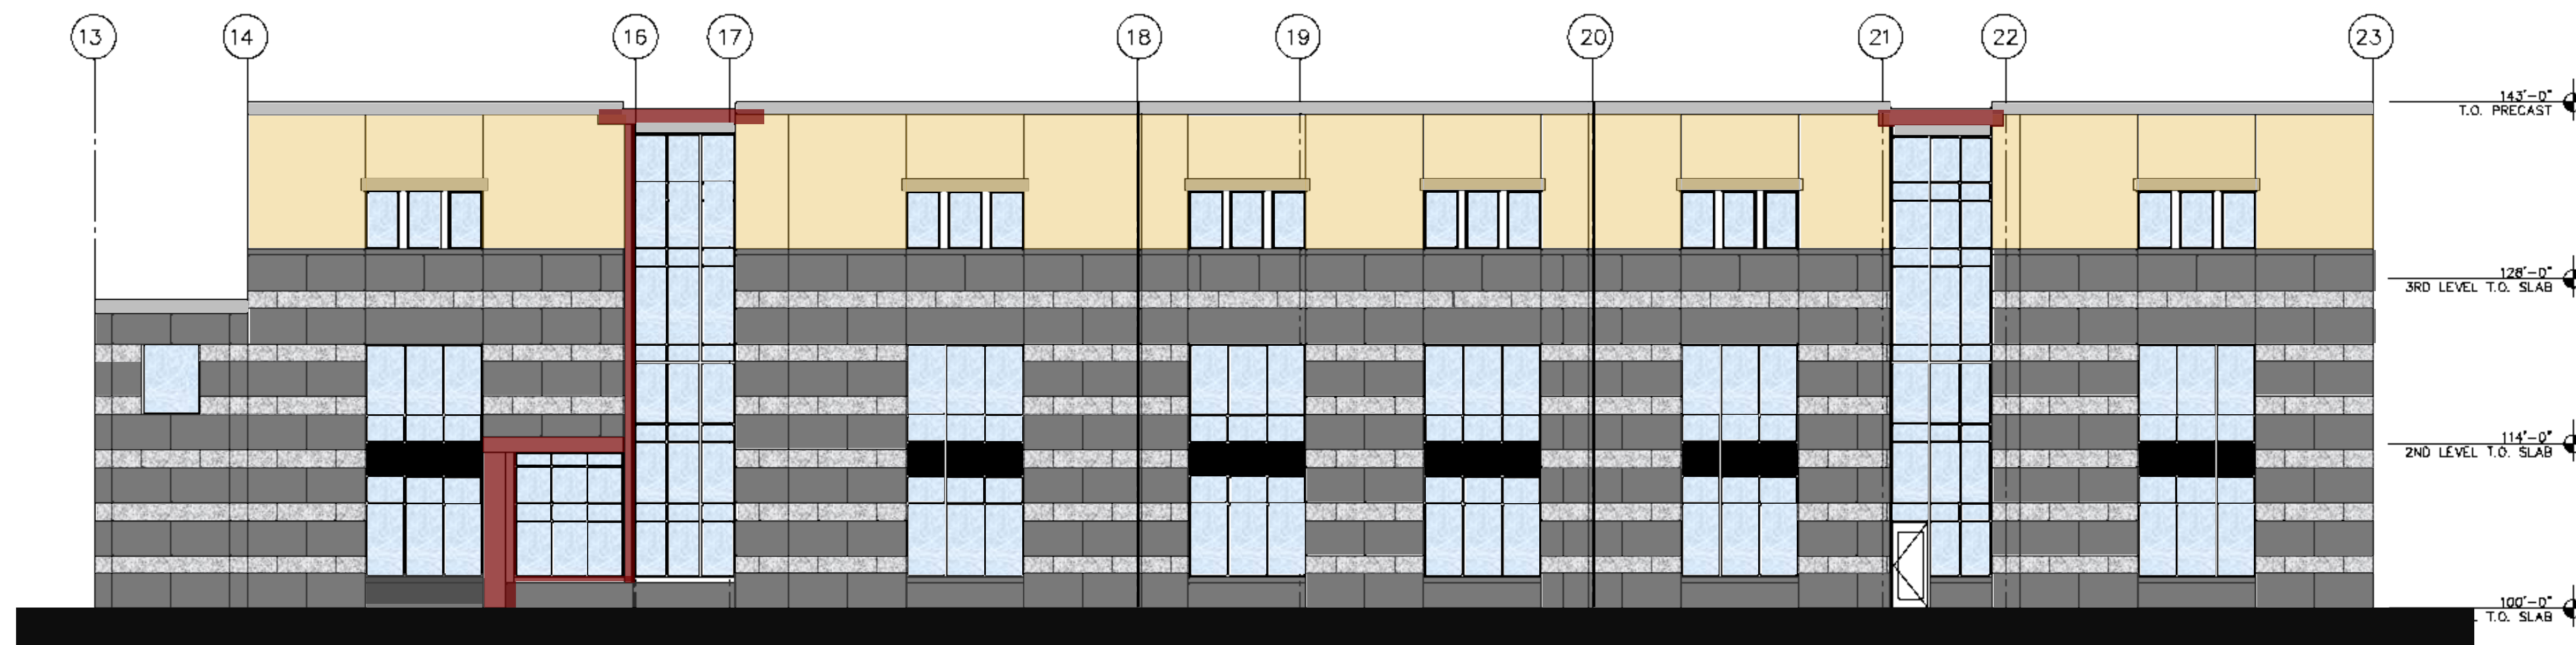 13 14 16 17 18 19 20 21 22 23
143'-0"
T.O. PRECAST
128'-0"
3RD LEVEL T.O. SLAB
114'-0"
2ND LEVEL T.O. SLAB
100'-0"
T.O. SLAB